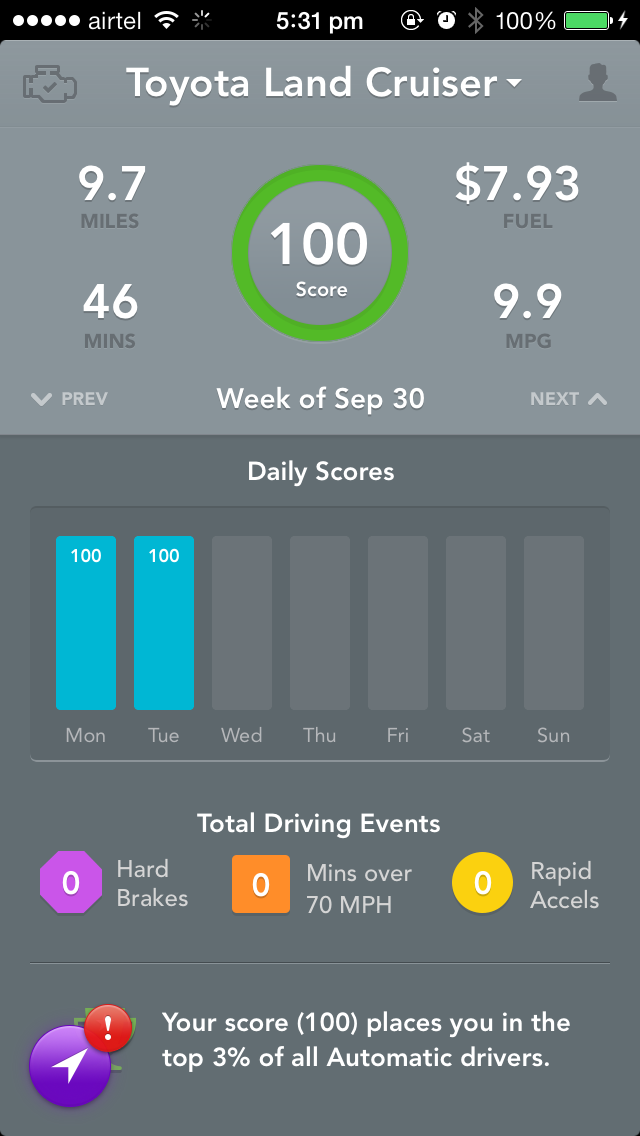 airtel 5:31 pm 100%
Toyota Land Cruiser
9.7
MILES
100
Score
$7.93
FUEL
46
MINS
9.9
MPG
PREV Week of Sep 30 NEXT
Daily Scores
100 100
Mon Tue Wed Thu Fri Sat Sun
Total Driving Events
0 Hard
Brakes
0 Mins over
70 MPH
0 Rapid
Accels
!
Your score (100) places you in the
top 3% of all Automatic drivers.